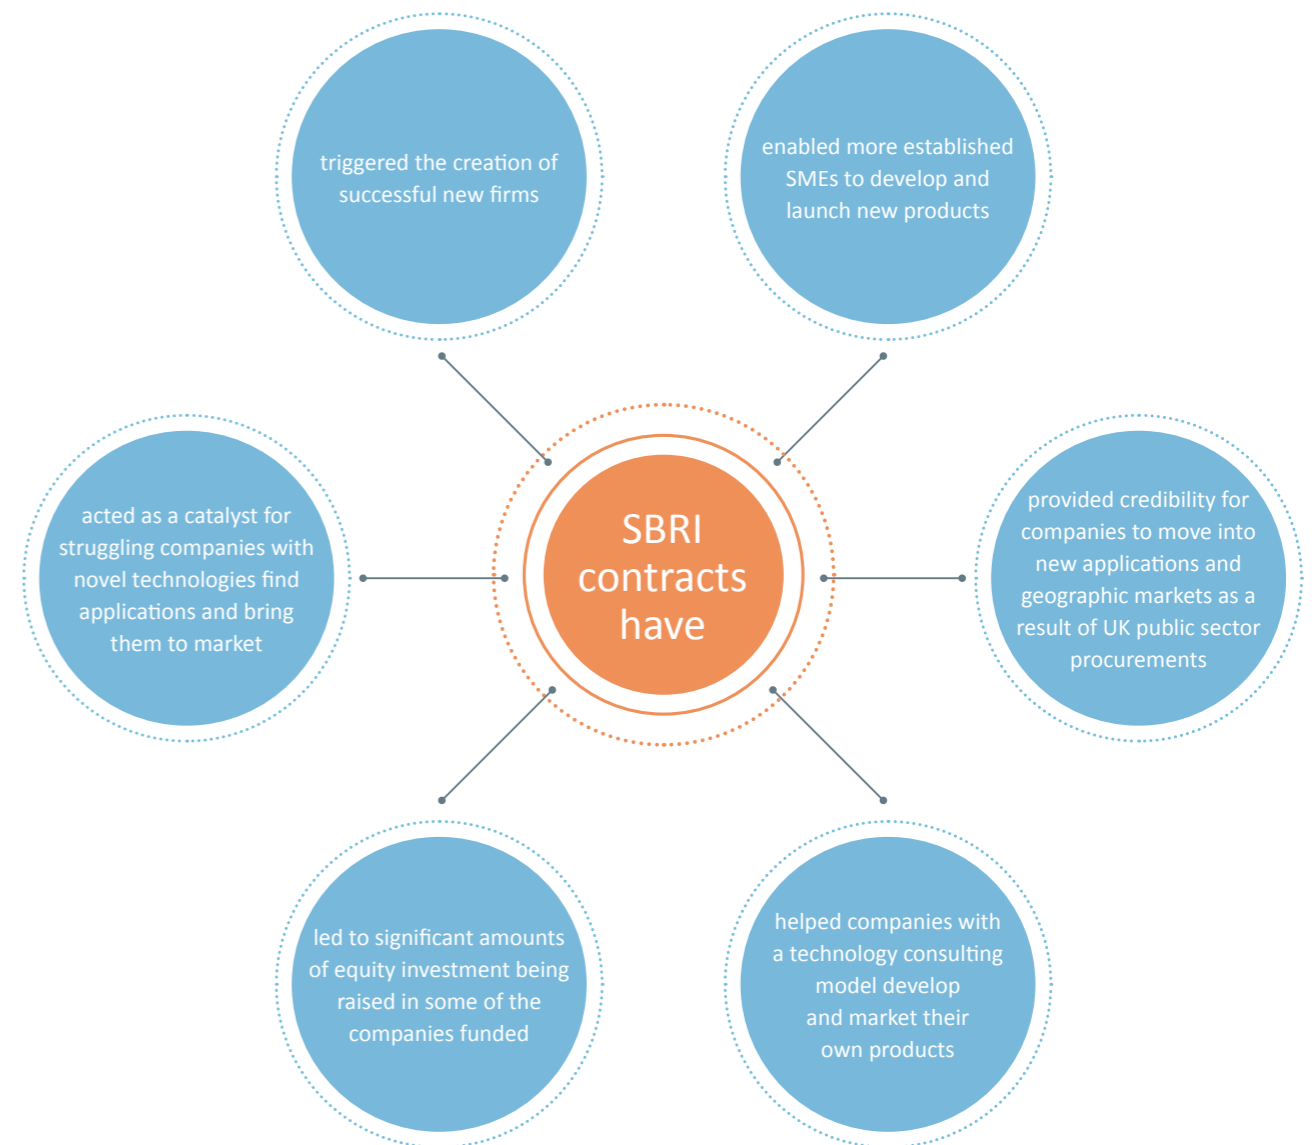 triggered the creation of
successful new firms
enabled more established
SMEs to develop and
launch new products
acted as a catalyst for
struggling companies with
novel technologies find
applications and bring
them to market
SBRI
contracts
have
provided credibility for
companies to move into
new applications and
geographic markets as a
result of UK public sector
procurements
led to significant amounts
of equity investment being
raised in some of the
companies funded
helped companies with
a technology consulting
model develop
and market their
own products